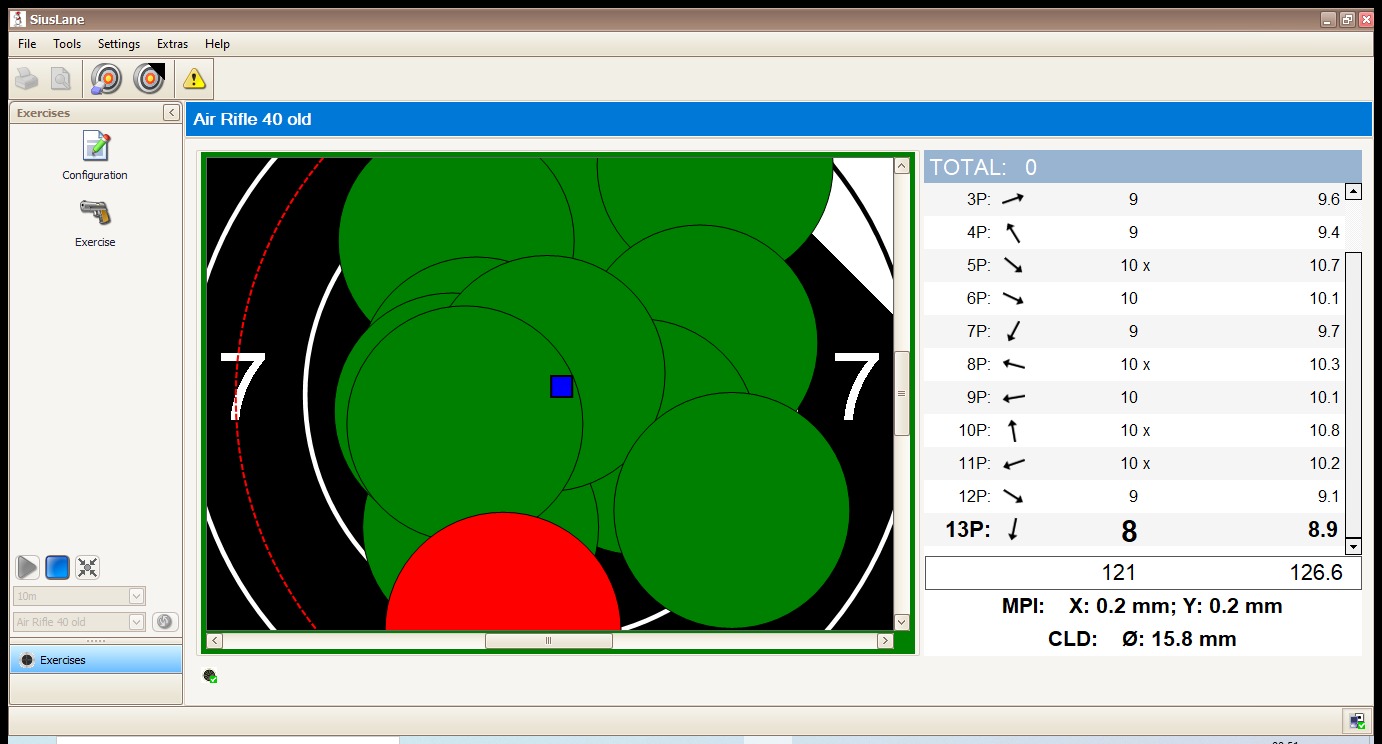 SiusLane
File Tools Settings Extras Help
Exercises
Configuration
Exercise
10m
Air Rifle 40 old
Exercises
Air Rifle 40 old
7 7
TOTAL: 0
3P: 9 9.6
4P: 9 9.4
5P: 10 x 10.7
6P: 10 10.1
7P: 9 9.7
8P: 10 x 10.3
9P: 10 10.1
10P: 10 x 10.8
11P: 10 x 10.2
12P: 9 9.1
13P: 8 8.9
121 126.6
MPI: X: 0.2 mm; Y: 0.2 mm
CLD: Ø: 15.8 mm